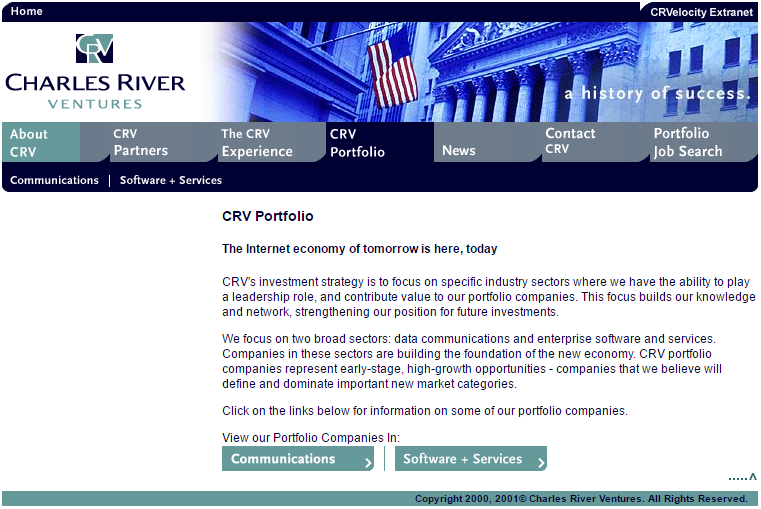 Home
CRVelocity Extranet
CRV
CHARLES RIVER
VENTURES
a history of success.
About CRV
CRV Partners
The CRV Experience
CRV Portfolio
News
Contact CRV
Portfolio Job Search
Communications | Software + Services
CRV Portfolio
The Internet economy of tomorrow is here, today
CRV's investment strategy is to focus on specific industry sectors where we have the ability to play
a leadership role, and contribute value to our portfolio companies. This focus builds our knowledge
and network, strengthening our position for future investments.
We focus on two broad sectors: data communications and enterprise software and services.
Companies in these sectors are building the foundation of the new economy. CRV portfolio
companies represent early-stage, high-growth opportunities - companies that we believe will
define and dominate important new market categories.
Click on the links below for information on some of our portfolio companies.
View our Portfolio Companies In:
Communications > | Software + Services >
.....^
Copyright 2000, 2001© Charles River Ventures. All Rights Reserved.